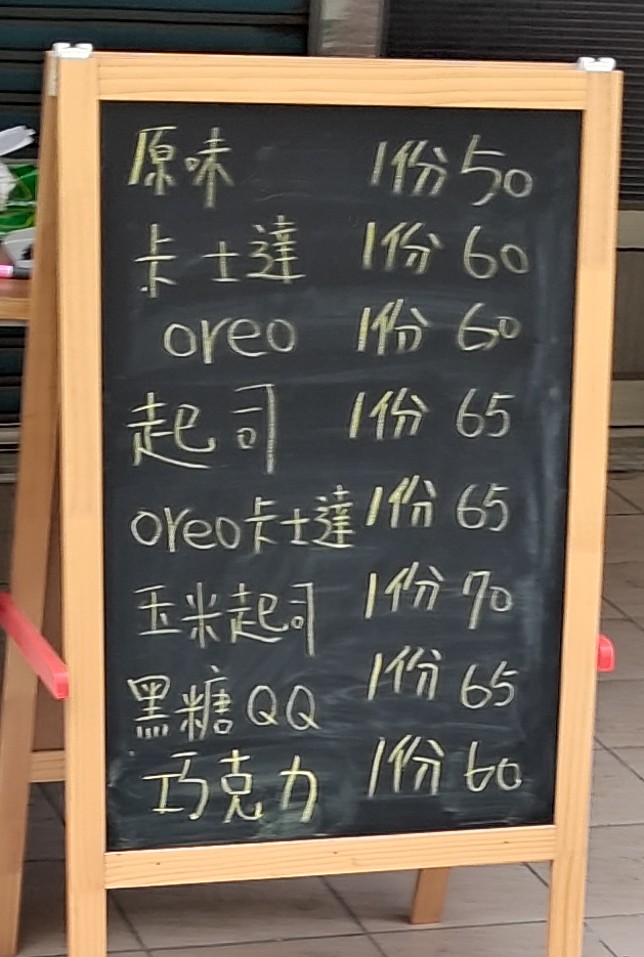 原味 1份 50
卡士達 1份 60
oreo 1份 60
起司 1份 65
oreo卡士達 1份 65
玉米起司 1份 70
黑糖QQ 1份 65
巧克力 1份 60